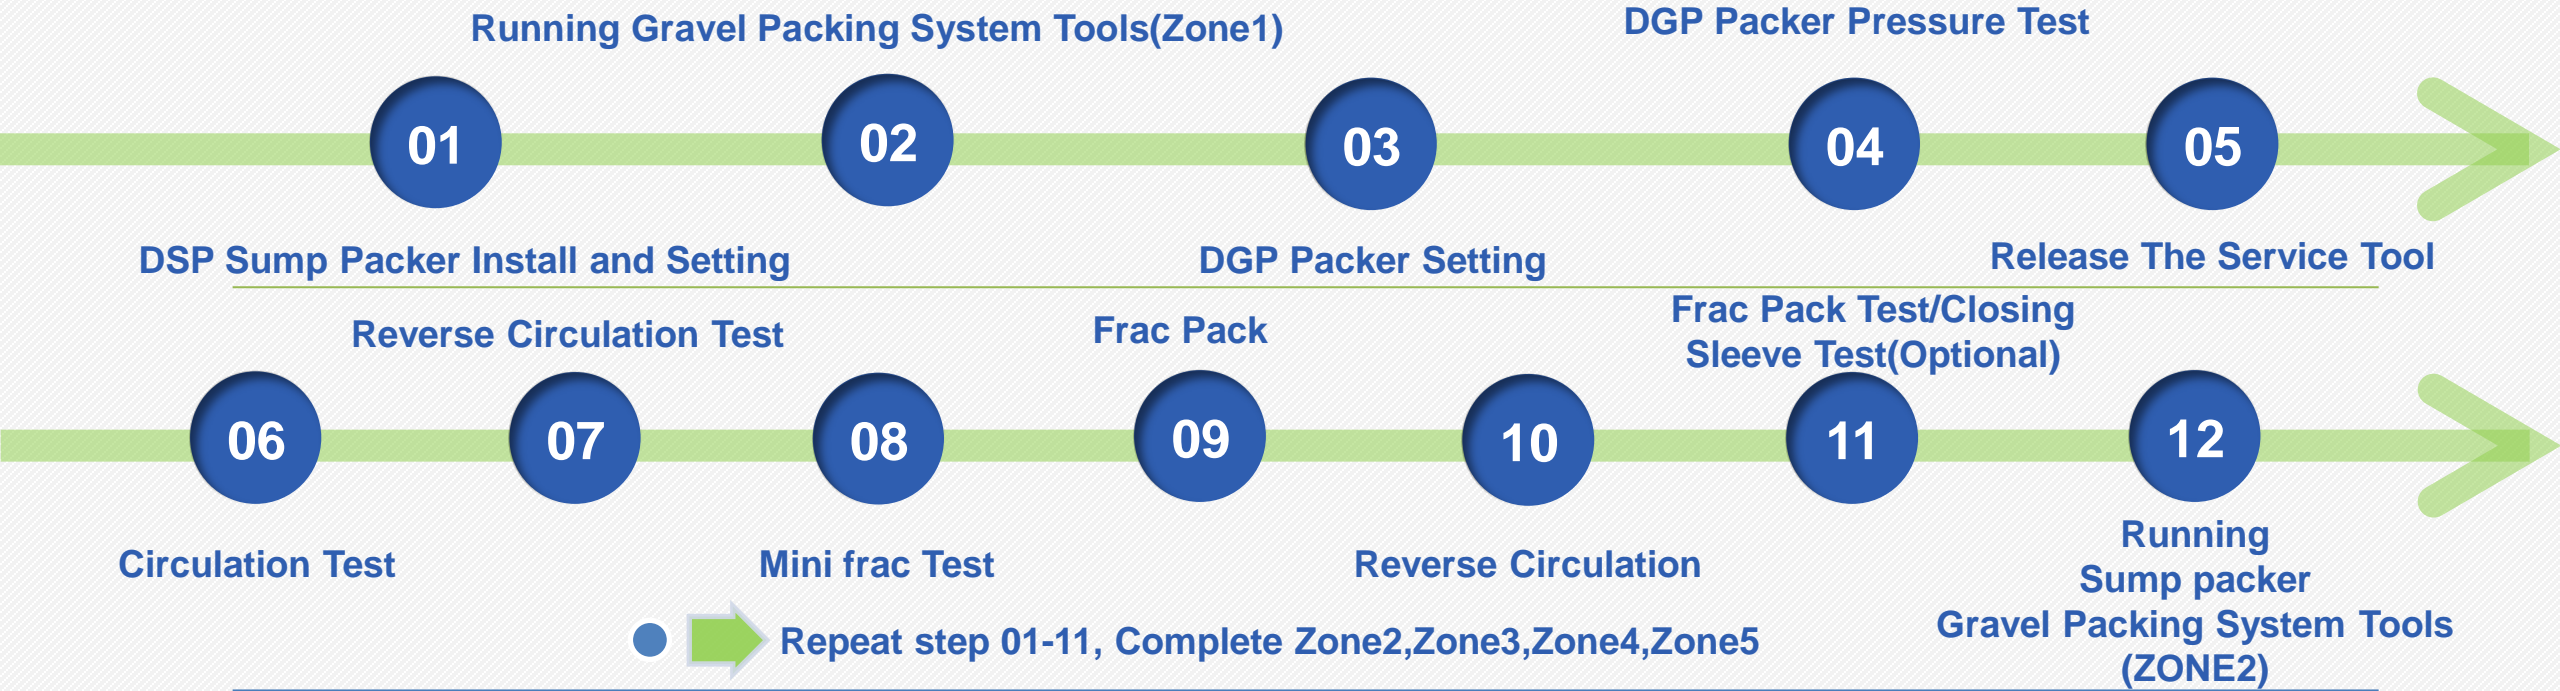 Running Gravel Packing System Tools(Zone1)
DGP Packer Pressure Test
01
02
03
04
05
DSP Sump Packer Install and Setting
DGP Packer Setting
Release The Service Tool
Reverse Circulation Test
Frac Pack
Frac Pack Test/Closing
Sleeve Test(Optional)
06
07
08
09
10
11
12
Circulation Test
Mini frac Test
Reverse Circulation
Running
Sump packer
Gravel Packing System Tools
(ZONE2)
Repeat step 01-11, Complete Zone2,Zone3,Zone4,Zone5